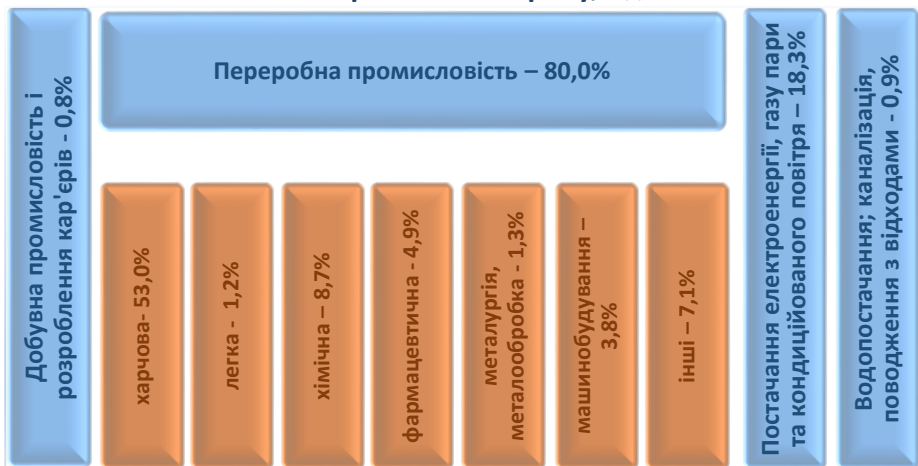 Добувна промисловість і
розроблення кар'єрів - 0,8%
Переробна промисловість – 80,0%
харчова- 53,0%
легка - 1,2%
хімічна – 8,7%
фармацевтична - 4,9%
металургія,
металообробка - 1,3%
машинобудування –
3,8%
інші – 7,1%
Постачання електроенергії, газу пари
та кондиційованого повітря – 18,3%
Водопостачання; каналізація,
поводження з відходами - 0,9%